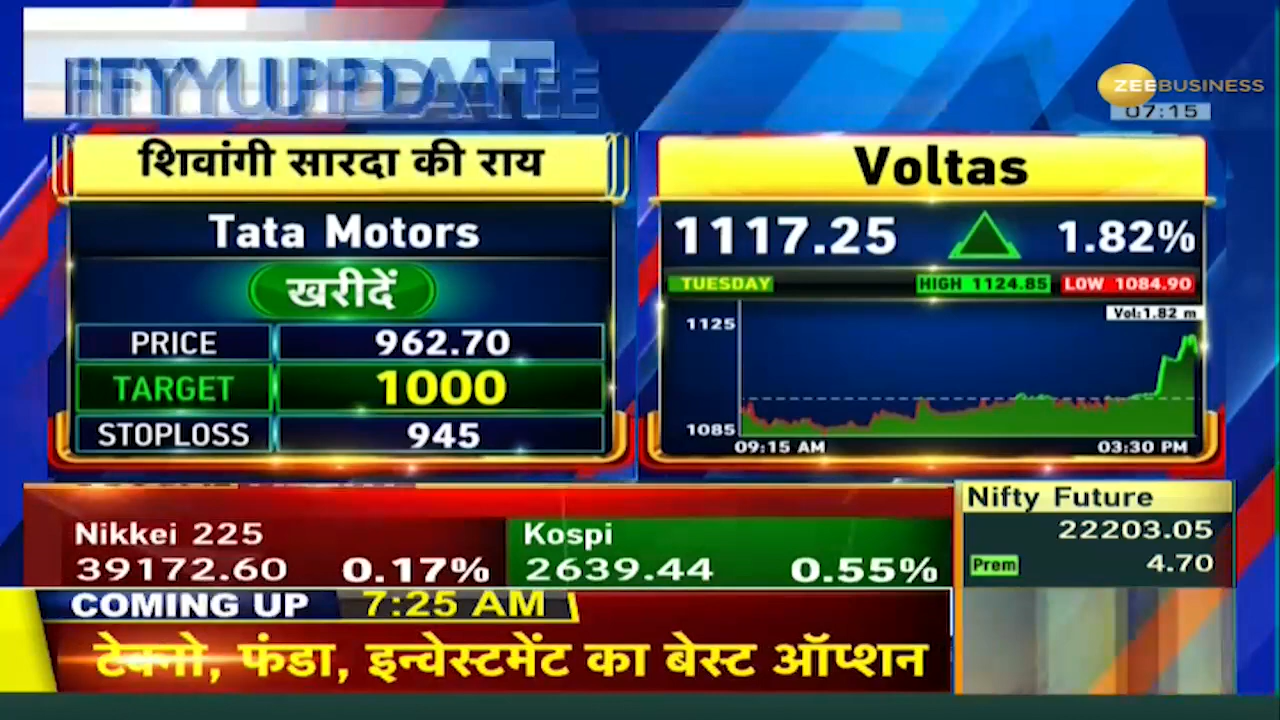 ZEEBUSINESS
07:15
शिवांगी सारदा की राय
Tata Motors
खरीदें
PRICE 962.70
TARGET 1000
STOPLOSS 945
Voltas
1117.25 1.82%
TUESDAY HIGH 1124.85 LOW 1084.90
Vol:1.82 m
1125
1085
09:15 AM 03:30 PM
Nikkei 225
39172.60 0.17%
Kospi
2639.44 0.55%
Nifty Future
22203.05
Prem 4.70
COMING UP 7:25 AM
टेक्नो, फंडा, इन्वेस्टमेंट का बेस्ट ऑप्शन